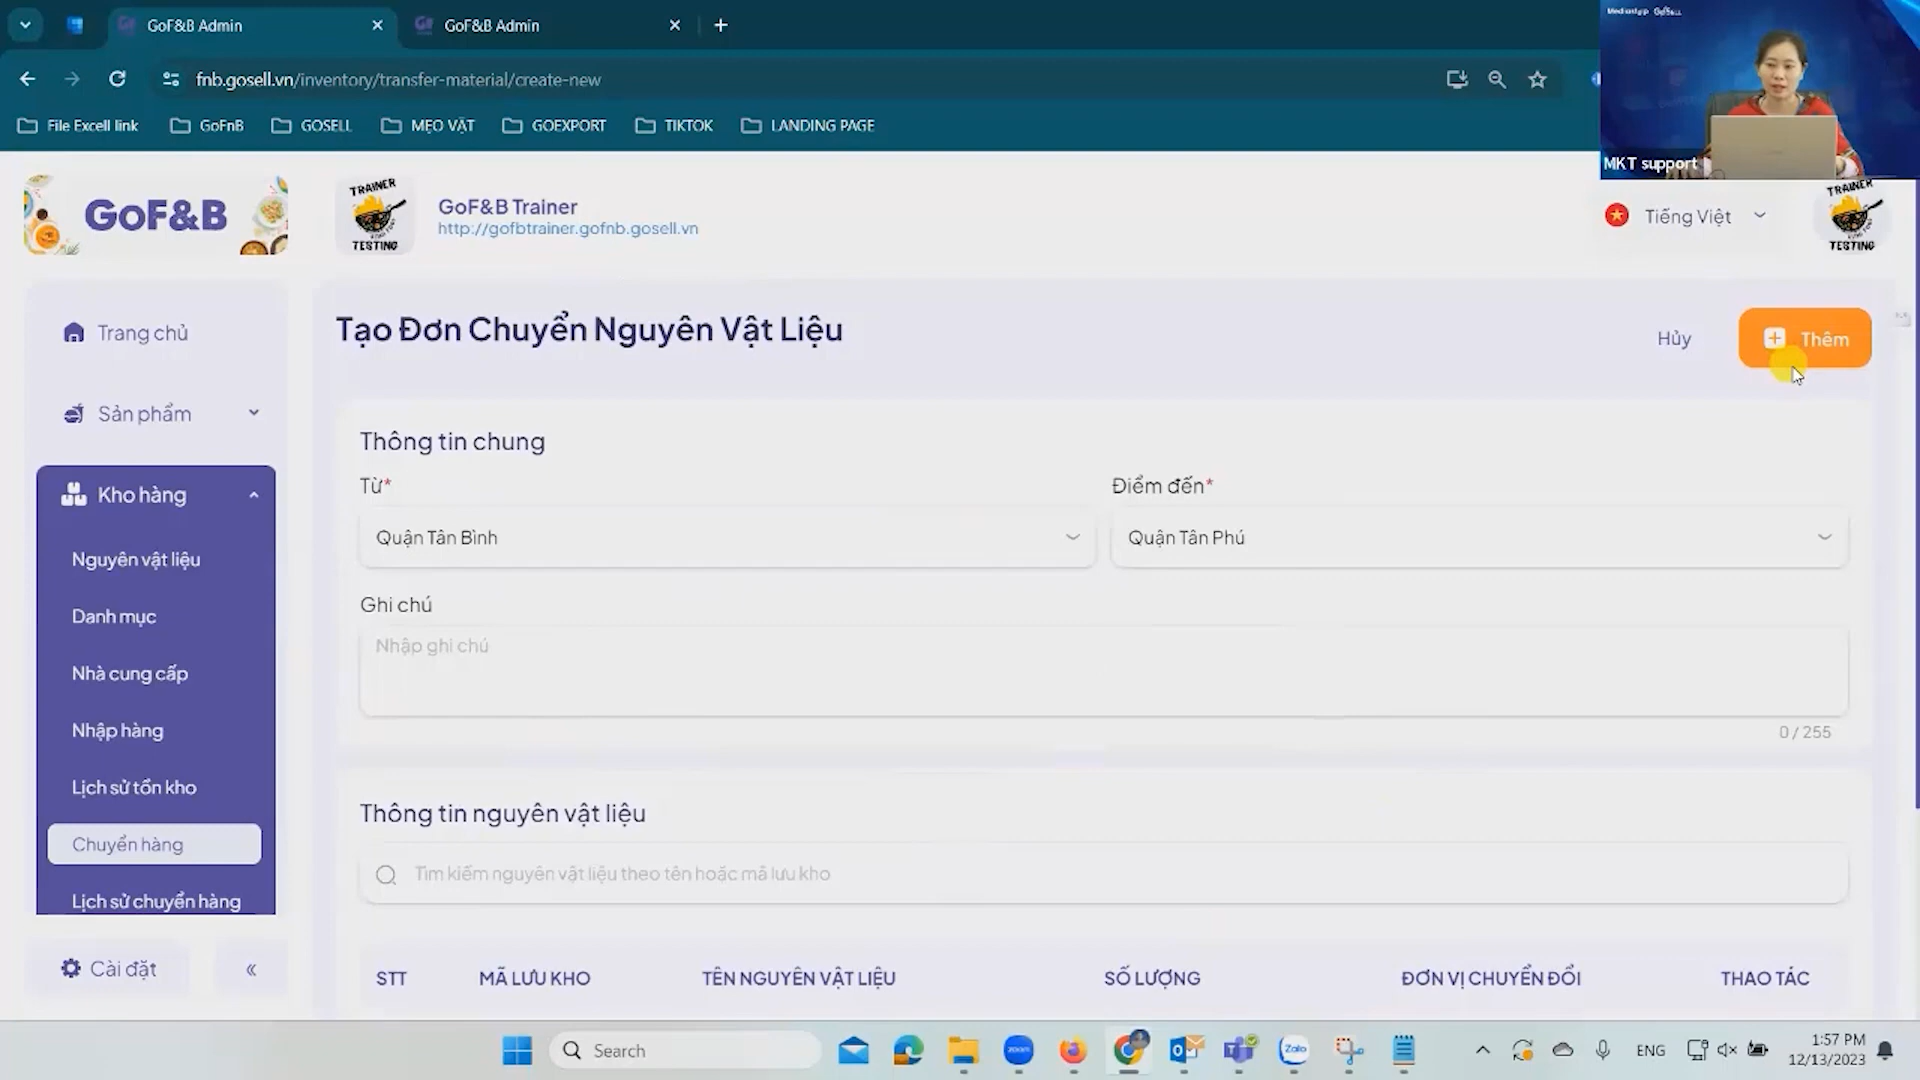 GoF&B Admin
GoF&B Admin
fnb.gosell.vn/inventory/transfer-material/create-new
File Excell link
GoFnB
GOSELL
MẸO VẶT
GOEXPORT
TIKTOK
LANDING PAGE
GoSELL
MKT support
GoF&B
TRAINER
TESTING
GoF&B Trainer
http://gofbtrainer.gofnb.gosell.vn
Tiếng Việt
TRAINER
TESTING
Trang chủ
Sản phẩm
Kho hàng
Nguyên vật liệu
Danh mục
Nhà cung cấp
Nhập hàng
Lịch sử tồn kho
Chuyển hàng
Lịch sử chuyển hàng
Cài đặt
Tạo Đơn Chuyển Nguyên Vật Liệu
Hủy
Thêm
Thông tin chung
Từ*
Điểm đến*
Quận Tân Bình
Quận Tân Phú
Ghi chú
Nhập ghi chú
0 / 255
Thông tin nguyên vật liệu
Tìm kiếm nguyên vật liệu theo tên hoặc mã lưu kho
STT
MÃ LƯU KHO
TÊN NGUYÊN VẬT LIỆU
SỐ LƯỢNG
ĐƠN VỊ CHUYỂN ĐỔI
THAO TÁC
Search
zoom
Zalo
ENG
1:57 PM
12/13/2023